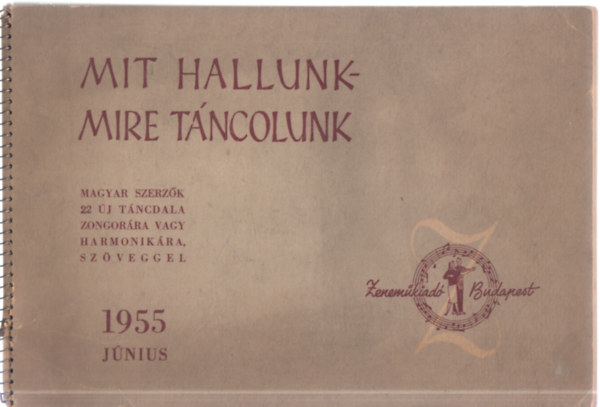 MIT HALLUNK-
MIRE TÁNCOLUNK
MAGYAR SZERZŐK
22 ÚJ TÁNCDALA
ZONGORÁRA VAGY
HARMONIKÁRA,
SZÖVEGGEL
Z
Zeneműkiadó Budapest
1955
JÚNIUS